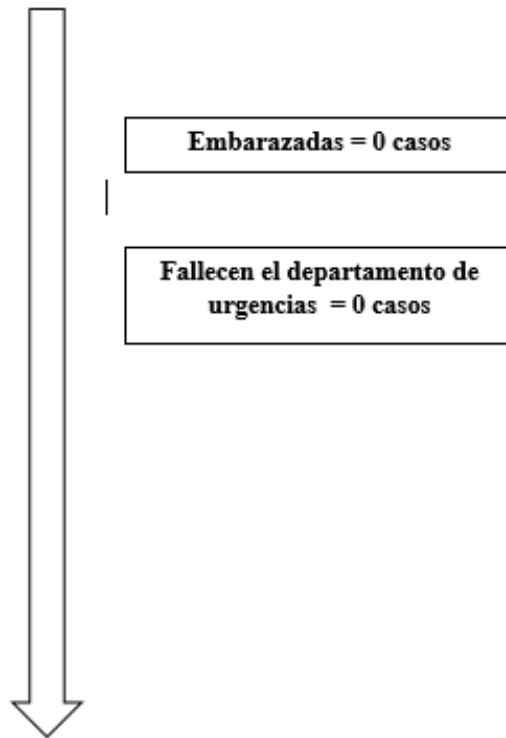 Embarazadas = 0 casos
Fallecen el departamento de
urgencias = 0 casos